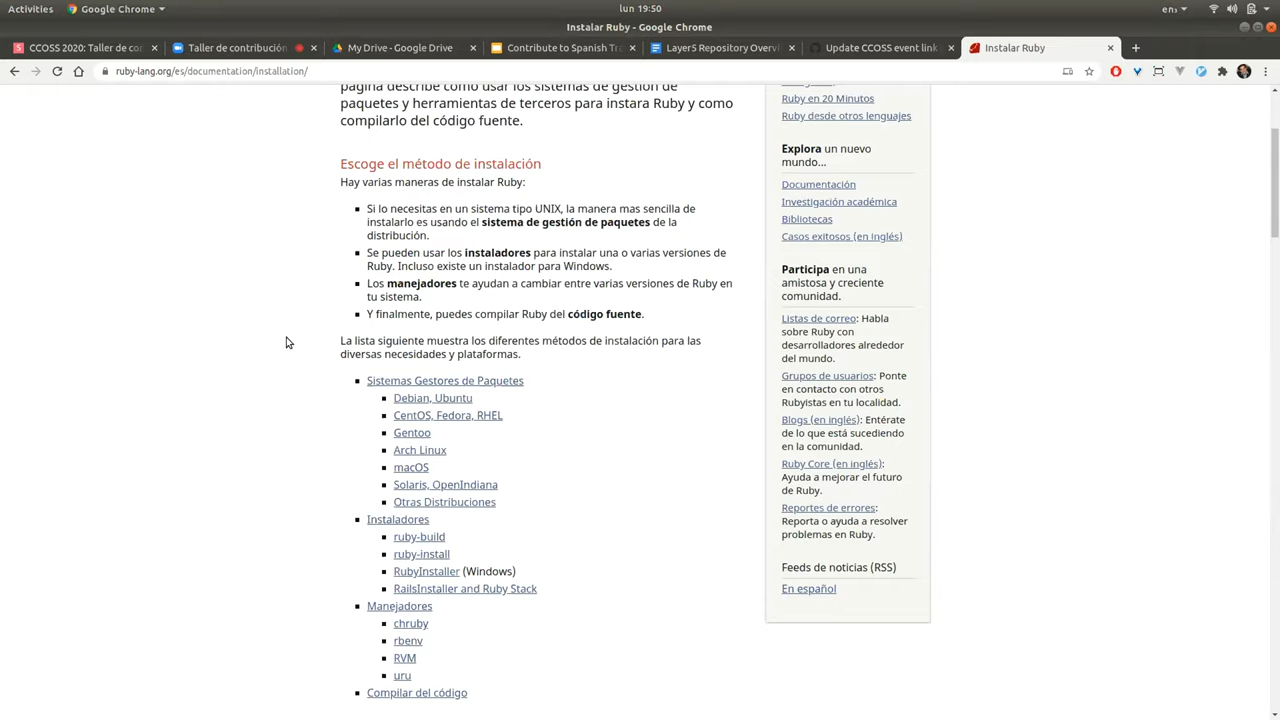 Activities
Google Chrome
lun 19:50
en
Instalar Ruby - Google Chrome
CCOSS 2020: Taller de con
Taller de contribución
My Drive - Google Drive
Contribute to Spanish Tra
Layer5 Repository Overvi
Update CCOSS event link
Instalar Ruby
ruby-lang.org/es/documentation/installation/
página describe como usar los sistemas de gestión de
paquetes y herramientas de terceros para instara Ruby y como
compilarlo del código fuente.
Escoge el método de instalación
Hay varias maneras de instalar Ruby:
Si lo necesitas en un sistema tipo UNIX, la manera mas sencilla de
instalarlo es usando el sistema de gestión de paquetes de la
distribución.
Se pueden usar los instaladores para instalar una o varias versiones de
Ruby. Incluso existe un instalador para Windows.
Los manejadores te ayudan a cambiar entre varias versiones de Ruby en
tu sistema.
Y finalmente, puedes compilar Ruby del código fuente.
La lista siguiente muestra los diferentes métodos de instalación para las
diversas necesidades y plataformas.
Sistemas Gestores de Paquetes
Debian, Ubuntu
CentOS, Fedora, RHEL
Gentoo
Arch Linux
macOS
Solaris, OpenIndiana
Otras Distribuciones
Instaladores
ruby-build
ruby-install
RubyInstaller (Windows)
RailsInstaller and Ruby Stack
Manejadores
chruby
rbenv
RVM
uru
Compilar del código
Ruby en 20 Minutos
Ruby desde otros lenguajes
Explora un nuevo
mundo...
Documentación
Investigación académica
Bibliotecas
Casos exitosos (en inglés)
Participa en una
amistosa y creciente
comunidad.
Listas de correo: Habla
sobre Ruby con
desarrolladores alrededor
del mundo.
Grupos de usuarios: Ponte
en contacto con otros
Rubyistas en tu localidad.
Blogs (en inglés): Entérate
de lo que está sucediendo
en la comunidad.
Ruby Core (en inglés):
Ayuda a mejorar el futuro
de Ruby.
Reportes de errores:
Reporta o ayuda a resolver
problemas en Ruby.
Feeds de noticias (RSS)
En español